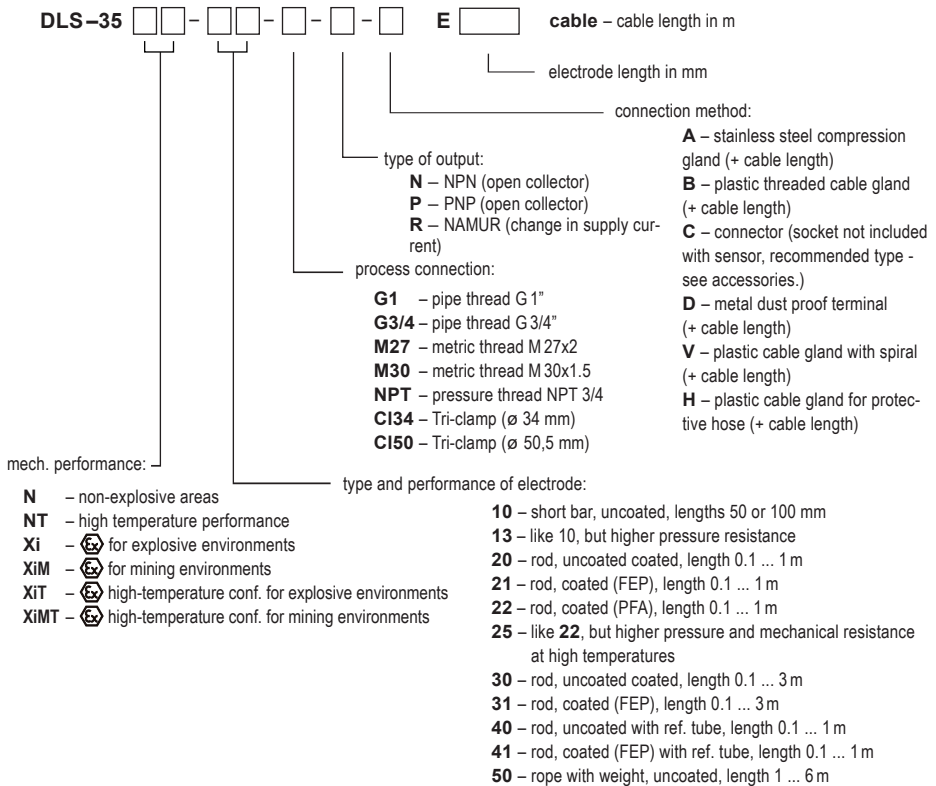 DLS–35 – – – – E cable – cable length in m
electrode length in mm
connection method:
A – stainless steel compression
gland (+ cable length)
B – plastic threaded cable gland
(+ cable length)
C – connector (socket not included
with sensor, recommended type -
see accessories.)
D – metal dust proof terminal
(+ cable length)
V – plastic cable gland with spiral
(+ cable length)
H – plastic cable gland for protec-
tive hose (+ cable length)
type of output:
N – NPN (open collector)
P – PNP (open collector)
R – NAMUR (change in supply cur-
rent)
process connection:
G1 – pipe thread G 1”
G3/4 – pipe thread G 3/4”
M27 – metric thread M 27x2
M30 – metric thread M 30x1.5
NPT – pressure thread NPT 3/4
Cl34 – Tri-clamp (ø 34 mm)
Cl50 – Tri-clamp (ø 50,5 mm)
mech. performance:
N – non-explosive areas
NT – high temperature performance
Xi – Ex for explosive environments
XiM – Ex for mining environments
XiT – Ex high-temperature conf. for explosive environments
XiMT – Ex high-temperature conf. for mining environments
type and performance of electrode:
10 – short bar, uncoated, lengths 50 or 100 mm
13 – like 10, but higher pressure resistance
20 – rod, uncoated coated, length 0.1 ... 1 m
21 – rod, coated (FEP), length 0.1 ... 1 m
22 – rod, coated (PFA), length 0.1 ... 1 m
25 – like 22, but higher pressure and mechanical resistance
at high temperatures
30 – rod, uncoated coated, length 0.1 ... 3 m
31 – rod, coated (FEP), length 0.1 ... 3 m
40 – rod, uncoated with ref. tube, length 0.1 ... 1 m
41 – rod, coated (FEP) with ref. tube, length 0.1 ... 1 m
50 – rope with weight, uncoated, length 1 ... 6 m